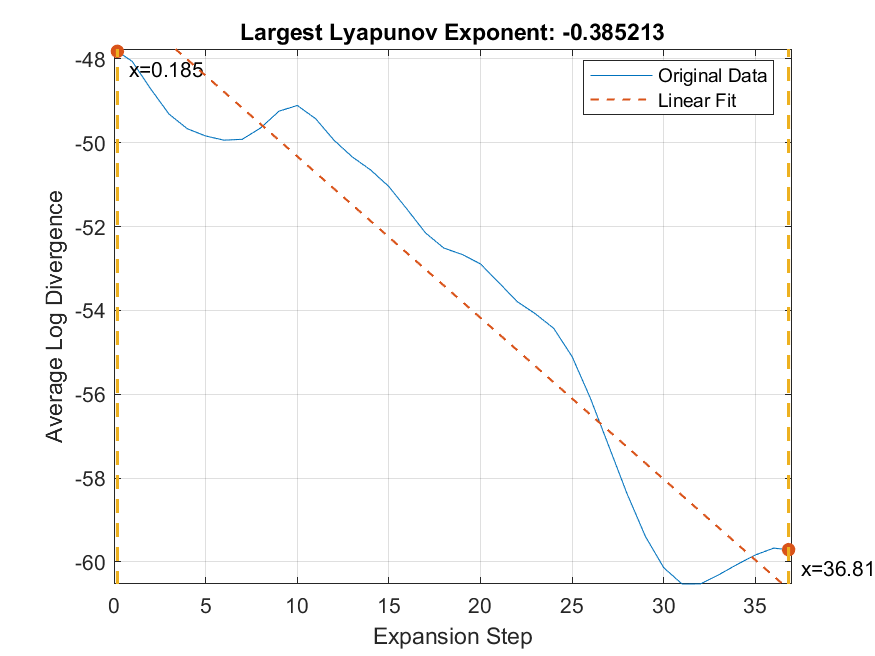 Largest Lyapunov Exponent: -0.385213
-48
x=0.185
Original Data
Linear Fit
-50
-52
-54
-56
-58
-60
Average Log Divergence
x=36.81
0 5 10 15 20 25 30 35
Expansion Step